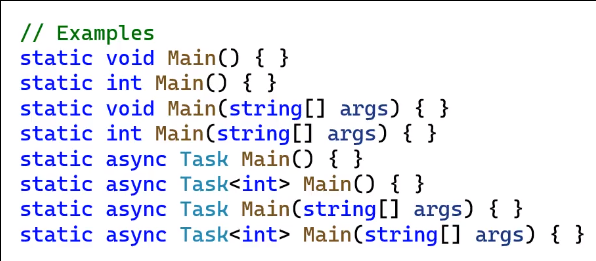 // Examples
static void Main() { }
static int Main() { }
static void Main(string[] args) { }
static int Main(string[] args) { }
static async Task Main() { }
static async Task<int> Main() { }
static async Task Main(string[] args) { }
static async Task<int> Main(string[] args) { }